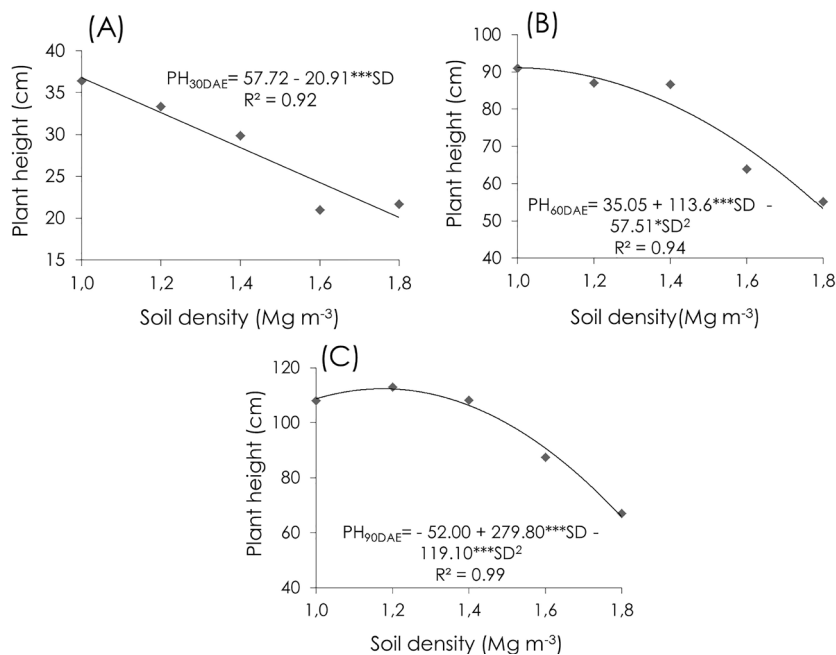 (A)
Plant height (cm)
40
35
30
25
20
15
PH30DAE= 57.72 - 20.91***SD
R² = 0.92
1,0 1,2 1,4 1,6 1,8
Soil density (Mg m-3)
(B)
Plant height (cm)
100
90
80
70
60
50
40
PH60DAE= 35.05 + 113.6***SD -
57.51*SD²
R² = 0.94
1,0 1,2 1,4 1,6 1,8
Soil density(Mg m-3)
(C)
Plant height (cm)
120
100
80
60
40
PH90DAE= - 52.00 + 279.80***SD -
119.10***SD²
R² = 0.99
1,0 1,2 1,4 1,6 1,8
Soil density (Mg m-3)